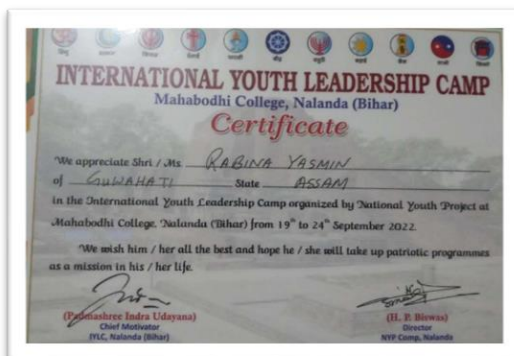 INTERNATIONAL YOUTH LEADERSHIP CAMP
Mahabodhi College, Nalanda (Bihar)
Certificate
We appreciate Shri / Ms. RABINA YASMIN
of GUWAHATI State ASSAM
in the International Youth Leadership Camp organized by National Youth Project at
Mahabodhi College, Nalanda (Bihar) from 19th to 24th September 2022.
We wish him / her all the best and hope he / she will take up patriotic programmes
as a mission in his / her life.
(Padmashree Indra Udayana) (H. P. Biswas)
Chief Motivator Director
IYLC, Nalanda (Bihar) NYP Camp, Nalanda